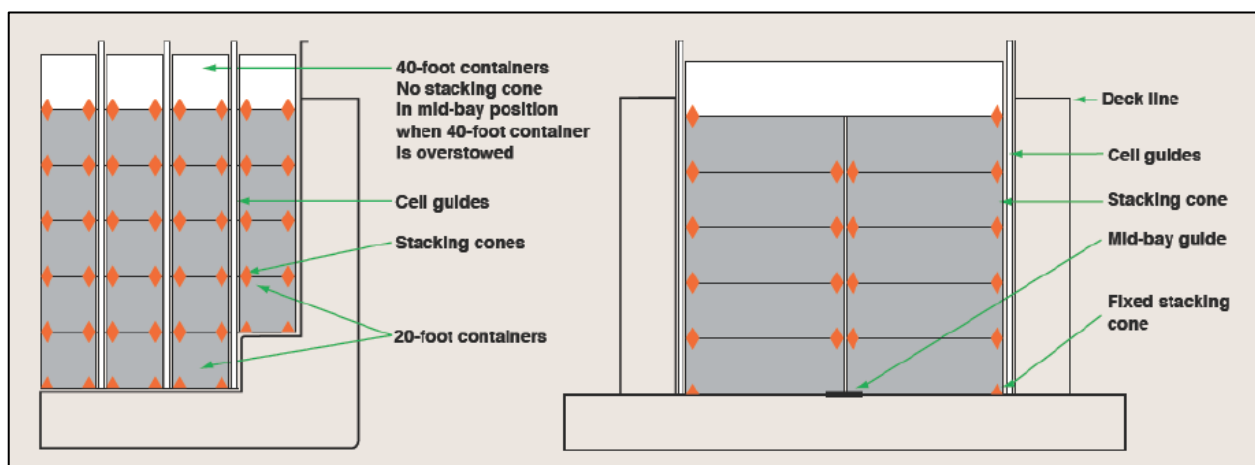 40-foot containers
No stacking cone
in mid-bay position
when 40-foot container
is overstowed
Cell guides
Stacking cones
20-foot containers
Deck line
Cell guides
Stacking cone
Mid-bay guide
Fixed stacking
cone